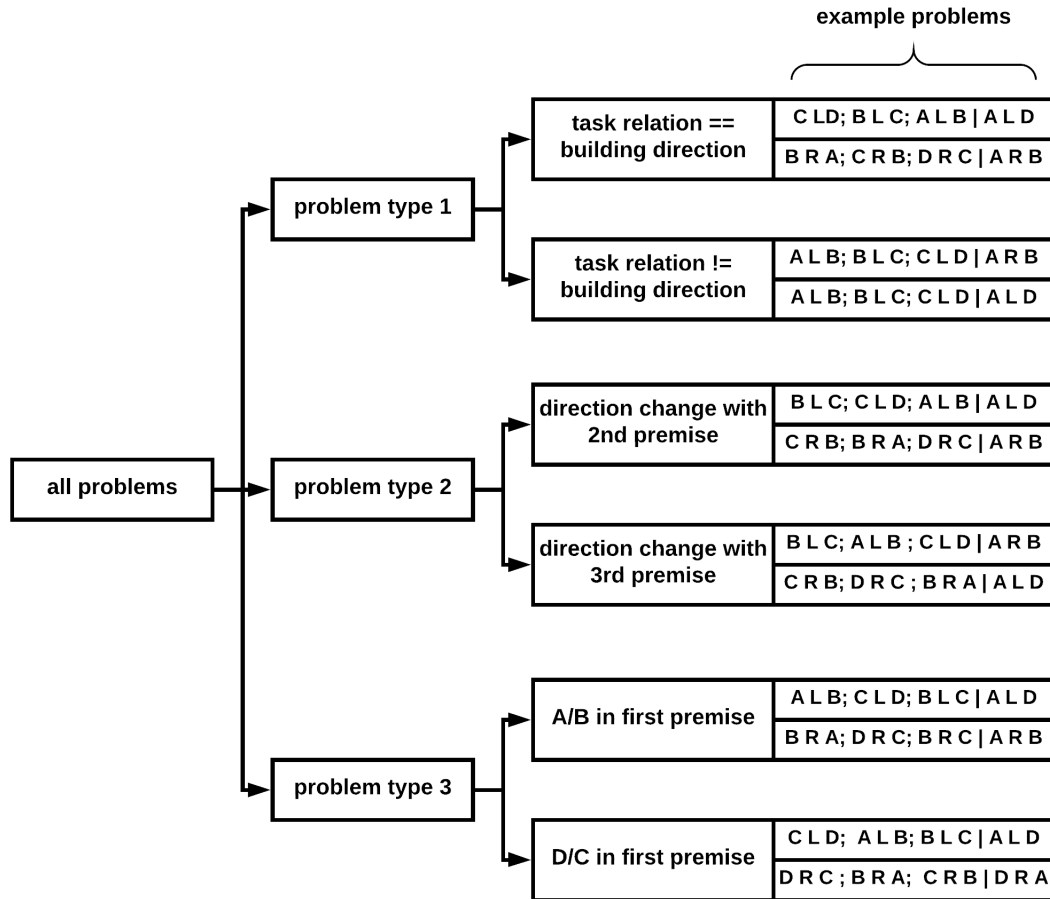 example problems
task relation ==
building direction
C L D; B L C; A L B | A L D
B R A; C R B; D R C | A R B
problem type 1
task relation !=
building direction
A L B; B L C; C L D | A R B
A L B; B L C; C L D | A L D
direction change with
2nd premise
B L C; C L D; A L B | A L D
C R B; B R A; D R C | A R B
all problems
problem type 2
direction change with
3rd premise
B L C; A L B ; C L D | A R B
C R B; D R C ; B R A | A L D
A/B in first premise
A L B; C L D; B L C | A L D
B R A; D R C; B R C | A R B
problem type 3
D/C in first premise
C L D; A L B; B L C | A L D
D R C ; B R A; C R B | D R A